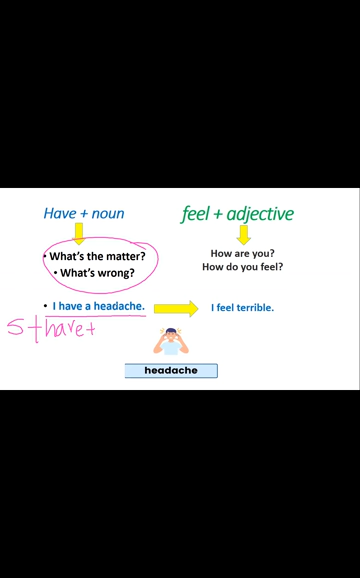 Have + noun
• What's the matter?
• What's wrong?
• I have a headache.
S + have +
feel + adjective
How are you?
How do you feel?
I feel terrible.
headache